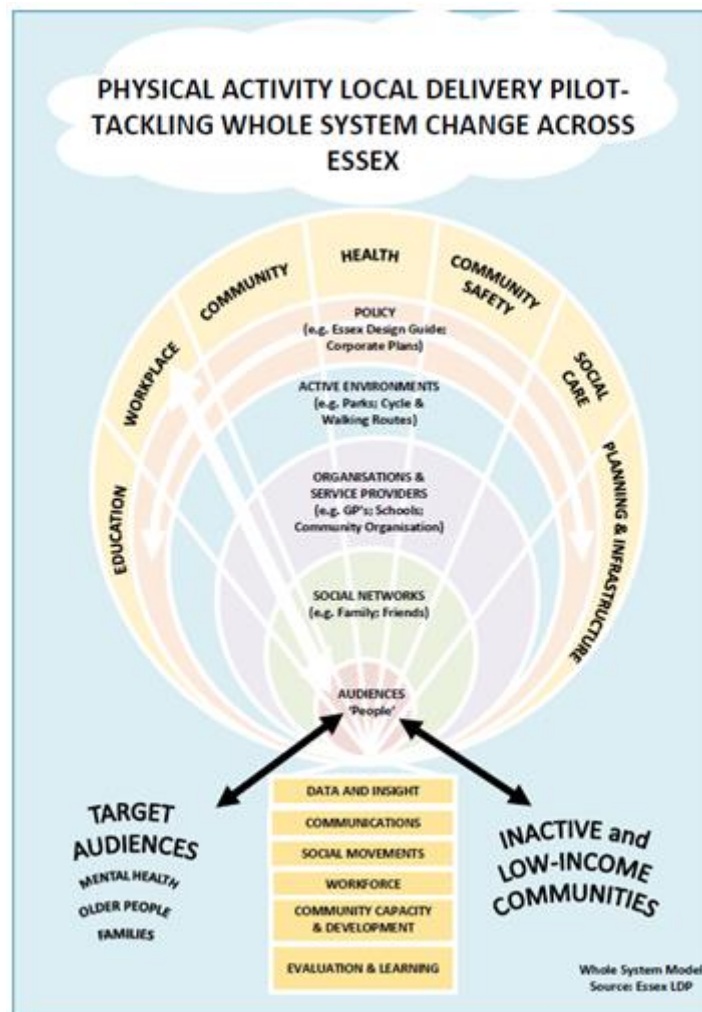 PHYSICAL ACTIVITY LOCAL DELIVERY PILOT-
TACKLING WHOLE SYSTEM CHANGE ACROSS
ESSEX
EDUCATION
WORKPLACE
COMMUNITY
HEALTH
COMMUNITY
SAFETY
SOCIAL
CARE
PLANNING & INFRASTRUCTURE
POLICY
(e.g. Essex Design Guide;
Corporate Plans)
ACTIVE ENVIRONMENTS
(e.g. Parks; Cycle &
Walking Routes)
ORGANISATIONS &
SERVICE PROVIDERS
(e.g. GP's; Schools;
Community Organisation)
SOCIAL NETWORKS
(e.g. Family; Friends)
AUDIENCES
'People'
TARGET
AUDIENCES
MENTAL HEALTH
OLDER PEOPLE
FAMILIES
DATA AND INSIGHT
COMMUNICATIONS
SOCIAL MOVEMENTS
WORKFORCE
COMMUNITY CAPACITY
& DEVELOPMENT
EVALUATION & LEARNING
INACTIVE and
LOW-INCOME
COMMUNITIES
Whole System Model
Source: Essex LDP